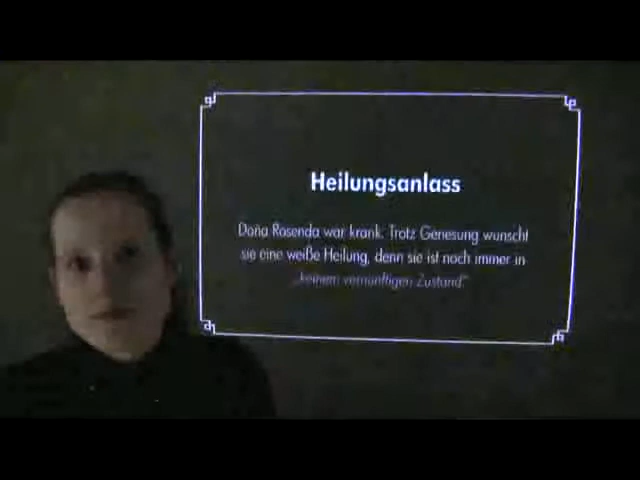 Heilungsanlass
Doña Rosenda war krank. Trotz Genesung wünscht
sie eine weiße Heilung, denn sie ist noch immer in
„keinem vernünftigen Zustand“